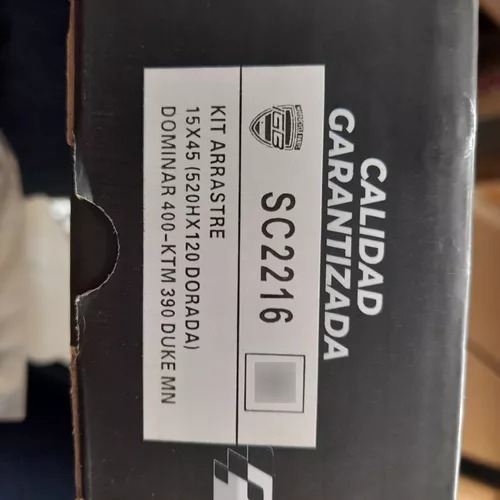 CALIDAD
GARANTIZADA
SC2216
KIT ARRASTRE
15X45 (520HX120 DORADA)
DOMINAR 400-KTM 390 DUKE MN